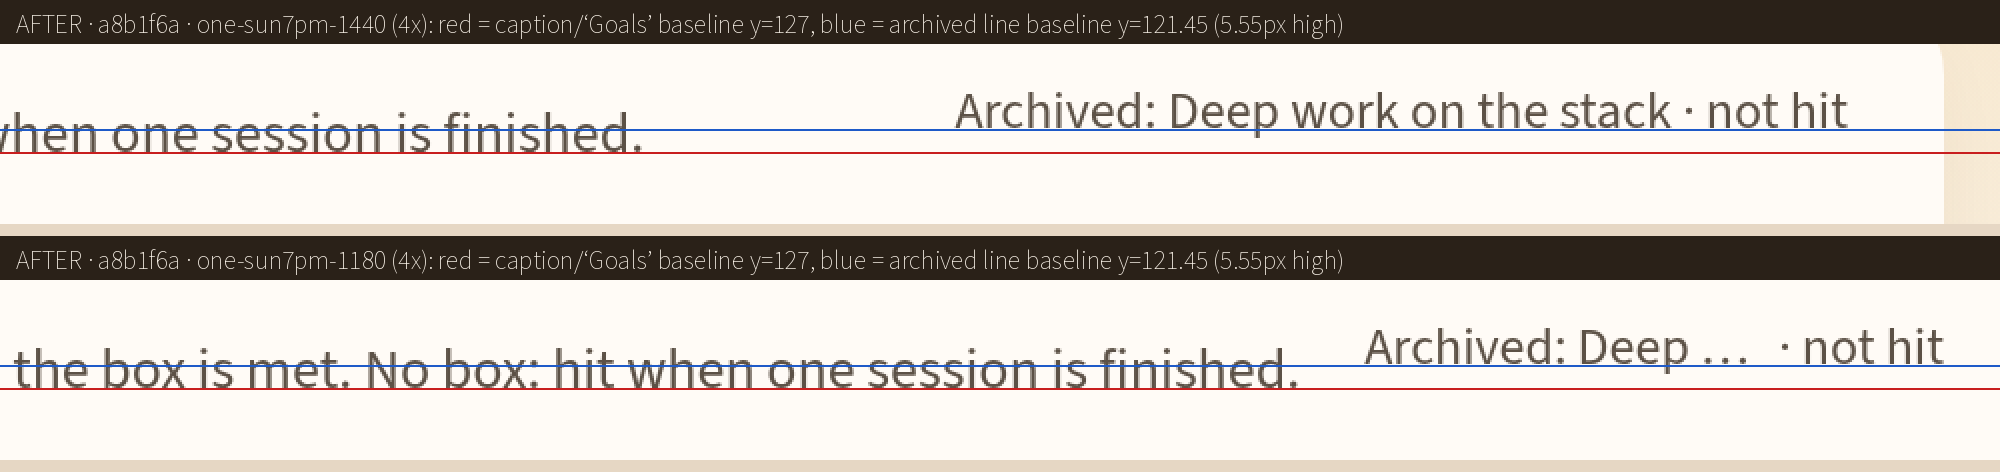 AFTER · a8b1f6a · one-sun7pm-1440 (4x): red = caption/‘Goals’ baseline y=127, blue = archived line baseline y=121.45 (5.55px high)
when one session is finished.
Archived: Deep work on the stack · not hit
AFTER · a8b1f6a · one-sun7pm-1180 (4x): red = caption/‘Goals’ baseline y=127, blue = archived line baseline y=121.45 (5.55px high)
the box is met. No box: hit when one session is finished.
Archived: Deep … · not hit